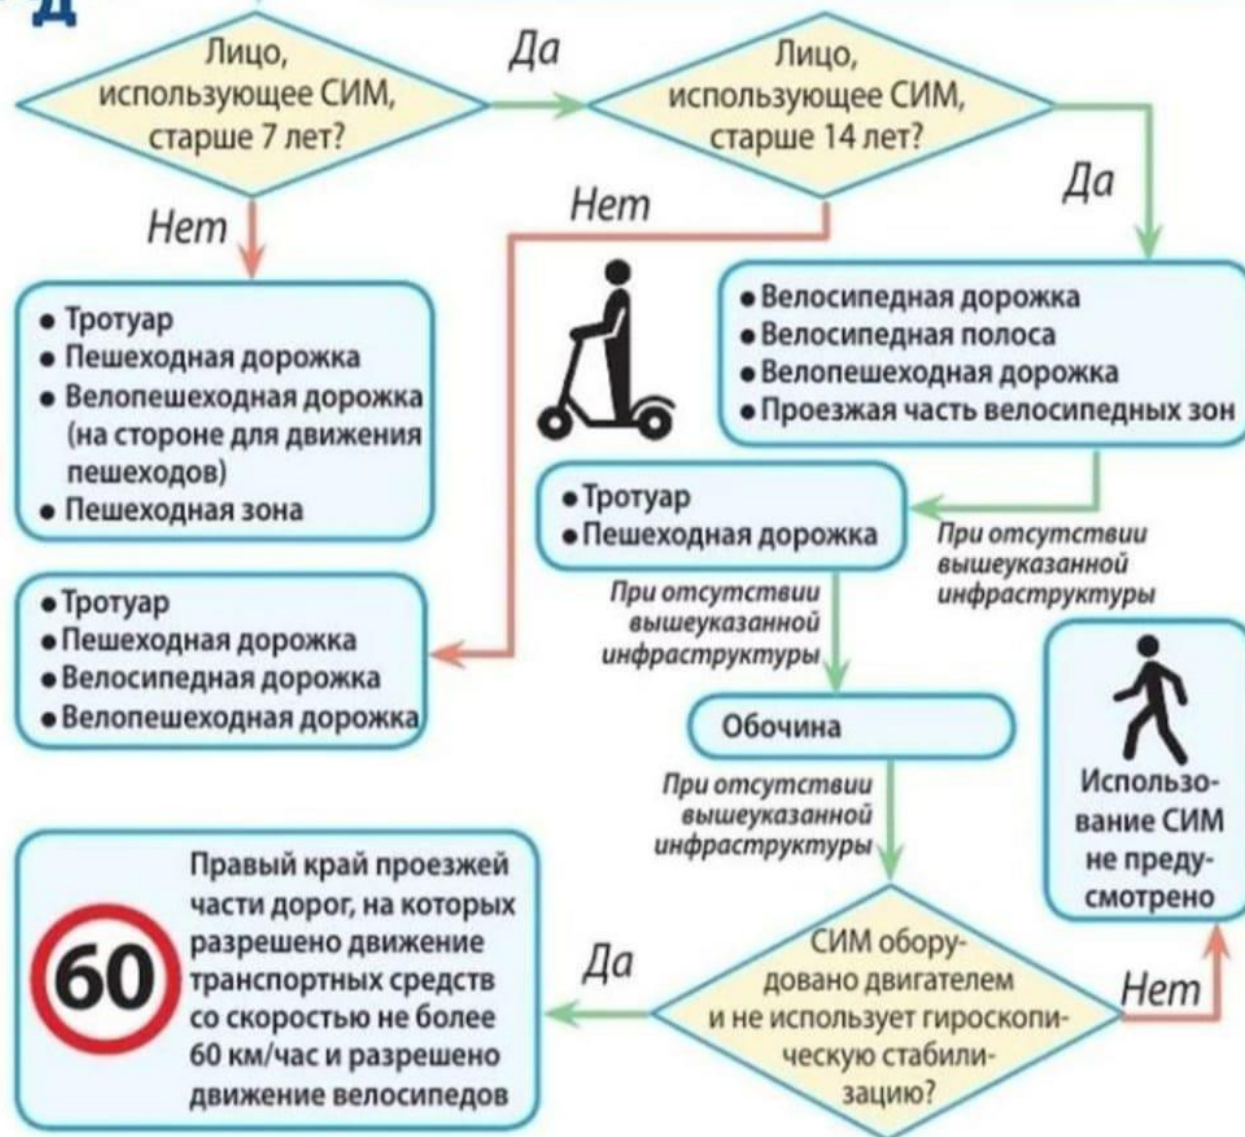 д
Лицо,
использующее СИМ,
старше 7 лет?
Да
Лицо,
использующее СИМ,
старше 14 лет?
Да
Нет
Нет
● Тротуар
● Пешеходная дорожка
● Велопешеходная дорожка
(на стороне для движения
пешеходов)
● Пешеходная зона
● Велосипедная дорожка
● Велосипедная полоса
● Велопешеходная дорожка
● Проезжая часть велосипедных зон
● Тротуар
● Пешеходная дорожка
При отсутствии
вышеуказанной
инфраструктуры
● Тротуар
● Пешеходная дорожка
● Велосипедная дорожка
● Велопешеходная дорожка
При отсутствии
вышеуказанной
инфраструктуры
Обочина
При отсутствии
вышеуказанной
инфраструктуры
Использо-
вание СИМ
не преду-
смотрено
СИМ обору-
довано двигателем
и не использует гироскопи-
ческую стабили-
зацию?
Да
Нет
60
Правый край проезжей
части дорог, на которых
разрешено движение
транспортных средств
со скоростью не более
60 км/час и разрешено
движение велосипедов